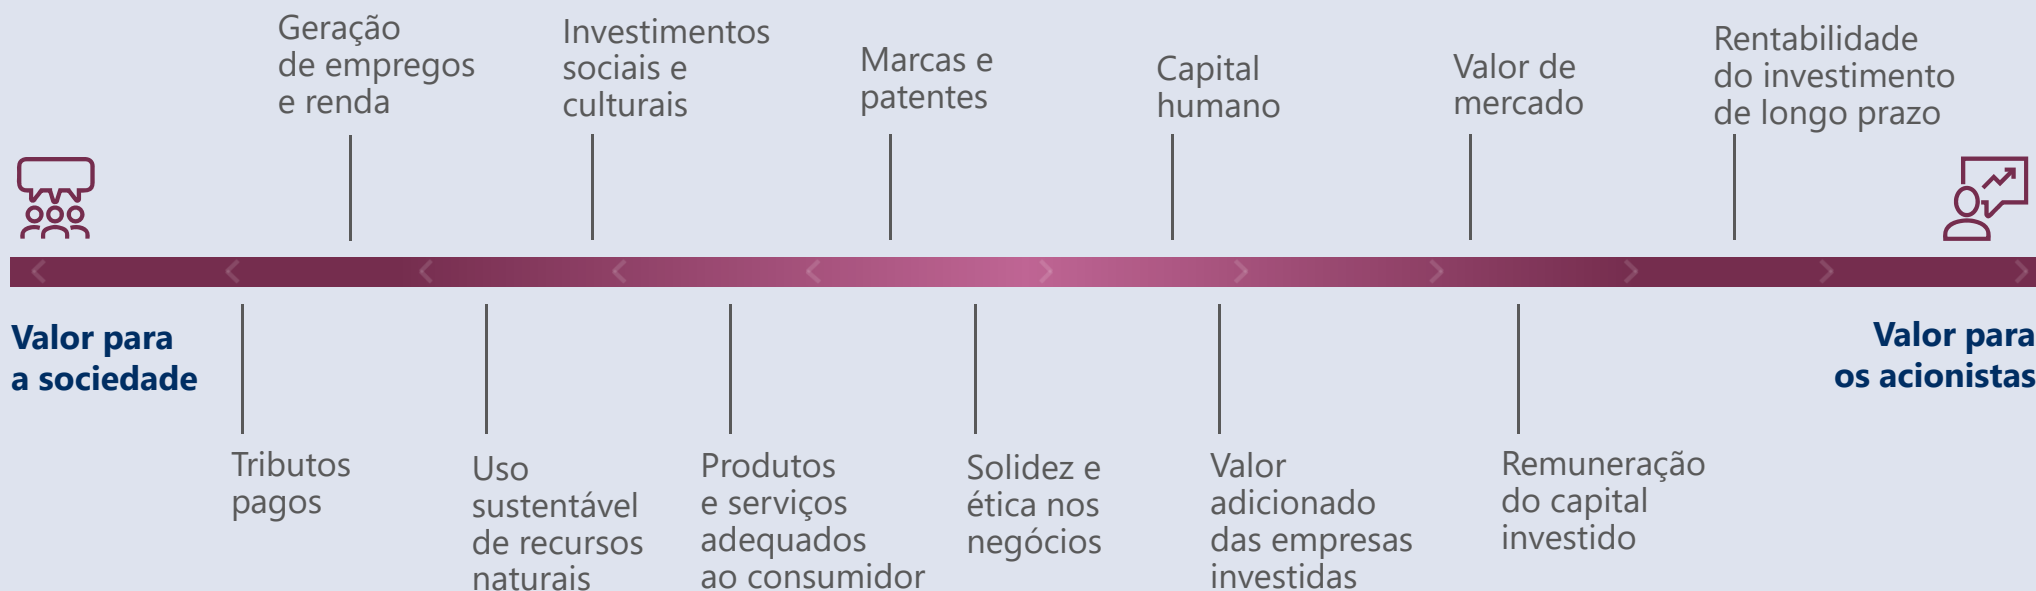 Geração
de empregos
e renda
Investimentos
sociais e
culturais
Marcas e
patentes
Capital
humano
Valor de
mercado
Rentabilidade
do investimento
de longo prazo
Valor para
a sociedade
Valor para
os acionistas
Tributos
pagos
Uso
sustentável
de recursos
naturais
Produtos
e serviços
adequados
ao consumidor
Solidez e
ética nos
negócios
Valor
adicionado
das empresas
investidas
Remuneração
do capital
investido